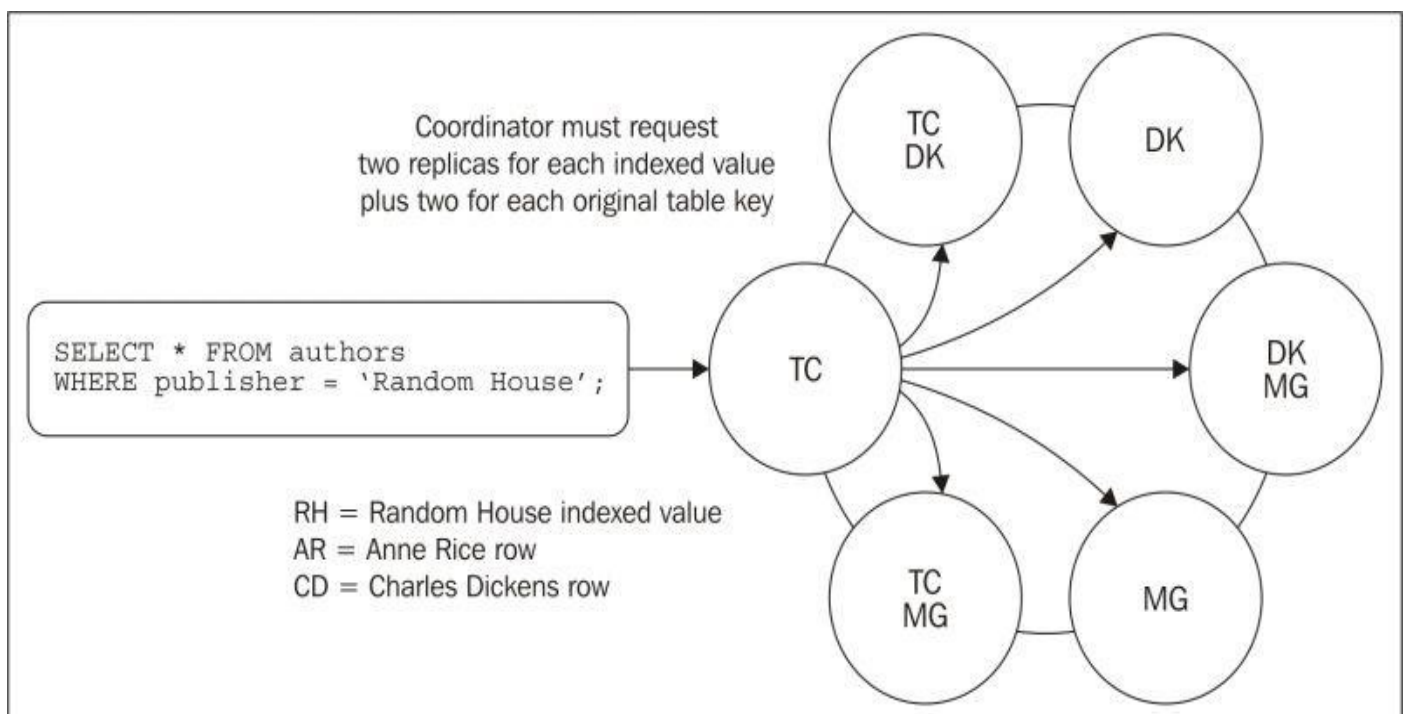 Coordinator must request
two replicas for each indexed value
plus two for each original table key
SELECT * FROM authors
WHERE publisher = ‘Random House’;
RH = Random House indexed value
AR = Anne Rice row
CD = Charles Dickens row
TC
TC
DK
DK
DK
MG
MG
TC
MG